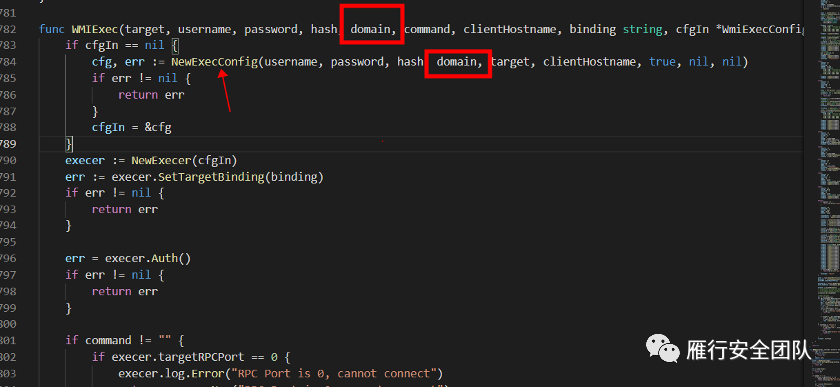 781 }
782 func WMIExec(target, username, password, hash, domain, command, clientHostname, binding string, cfgIn *WmiExecConfig
783 if cfgIn == nil {
784 cfg, err := NewExecConfig(username, password, hash, domain, target, clientHostname, true, nil, nil)
785 if err != nil {
786 return err
787 }
788 cfgIn = &cfg
789 }
790 execer := NewExecer(cfgIn)
791 err := execer.SetTargetBinding(binding)
792 if err != nil {
793 return err
794 }
795
796 err = execer.Auth()
797 if err != nil {
798 return err
799 }
800
801 if command != "" {
802 if execer.targetRPCPort == 0 {
803 execer.log.Error("RPC Port is 0, cannot connect")
雁行安全团队